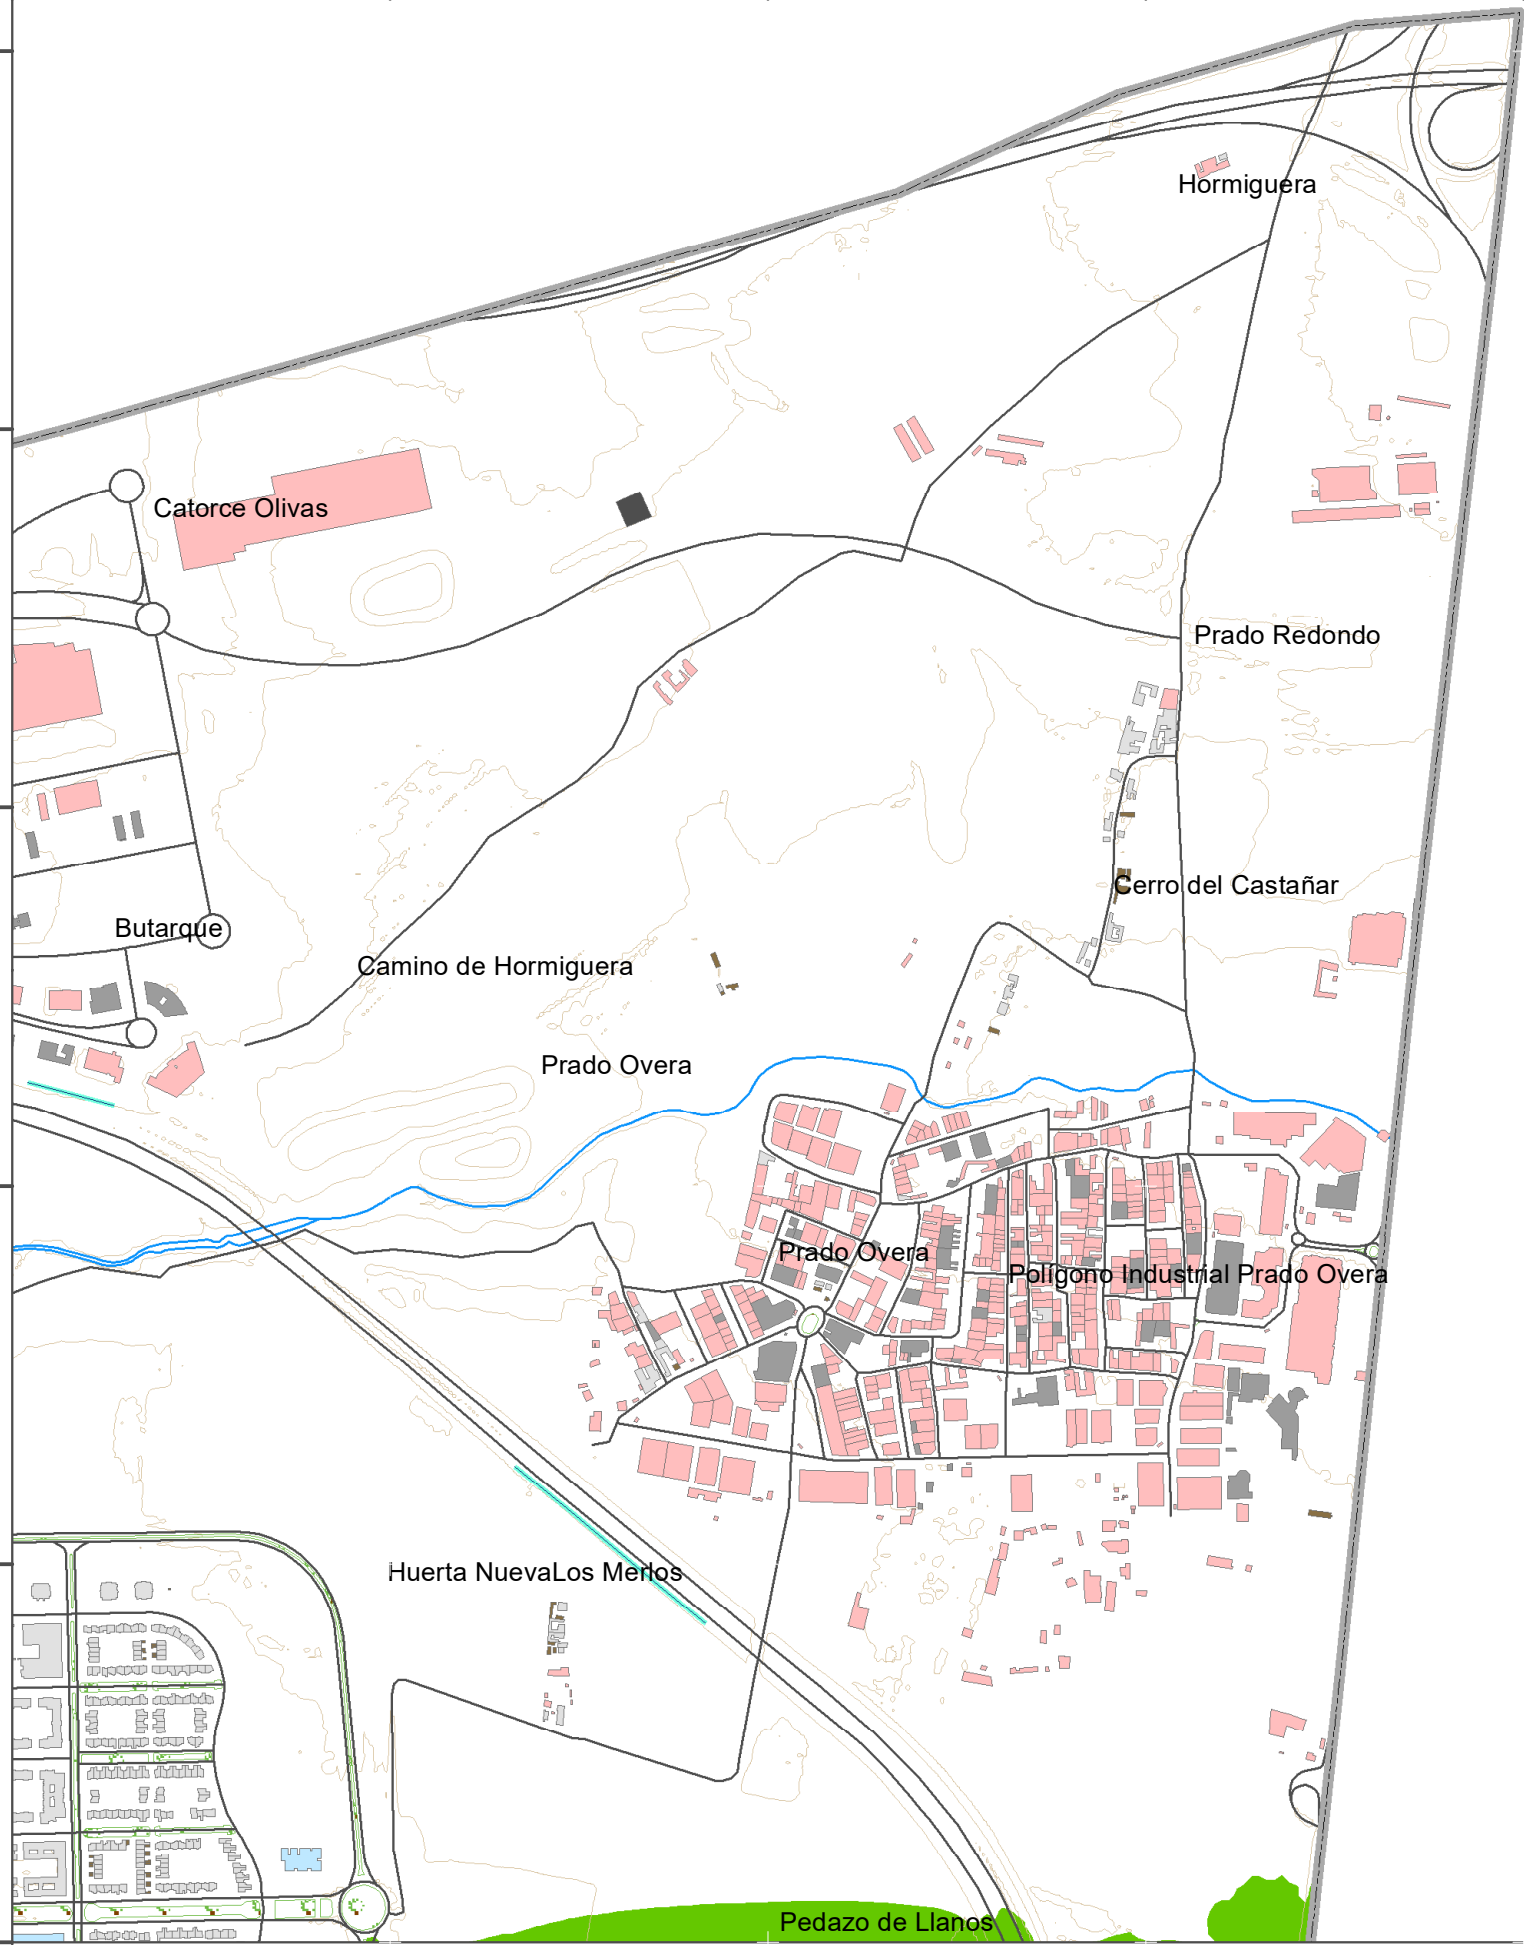 Hormiguera
Catorce Olivas
Prado Redondo
Cerro del Castañar
Butarque
Camino de Hormiguera
Prado Overa
Prado Overa
Polígono Industrial Prado Overa
Huerta NuevaLos Merlos
Pedazo de Llanos